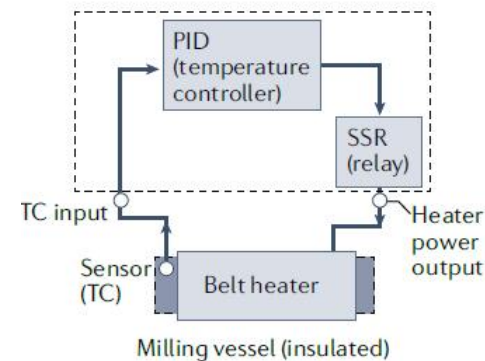 PID
(temperature
controller)
SSR
(relay)
TC input
Heater
power
output
Sensor
(TC)
Belt heater
Milling vessel (insulated)